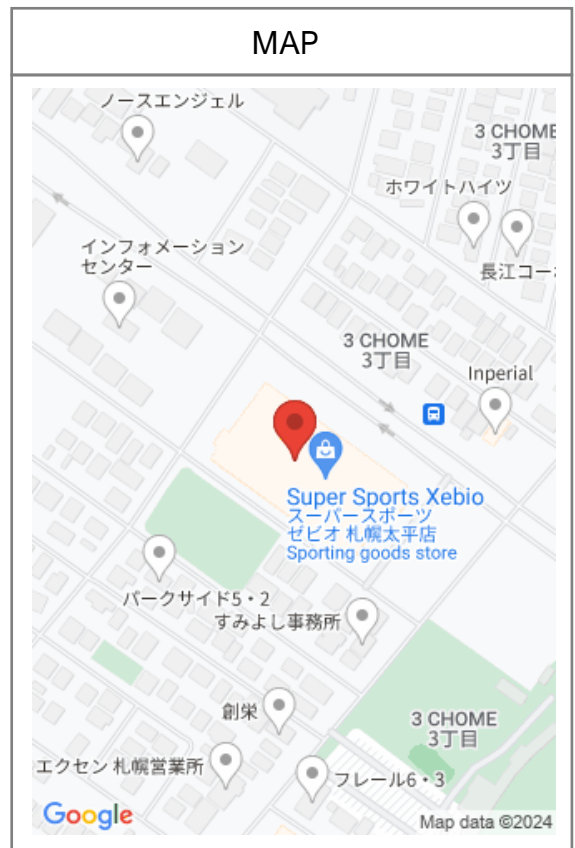 MAP
ノースエンジェル
3 CHOME
3丁目
ホワイトハイツ
インフォメーション
センター
長江コー
3 CHOME
3丁目
Inperial
Super Sports Xebio
スーパースポーツ
ゼビオ 札幌太平店
Sporting goods store
パークサイド5・2
すみよし事務所
創栄
3 CHOME
3丁目
エクセン 札幌営業所
フレール6・3
Google
Map data ©2024